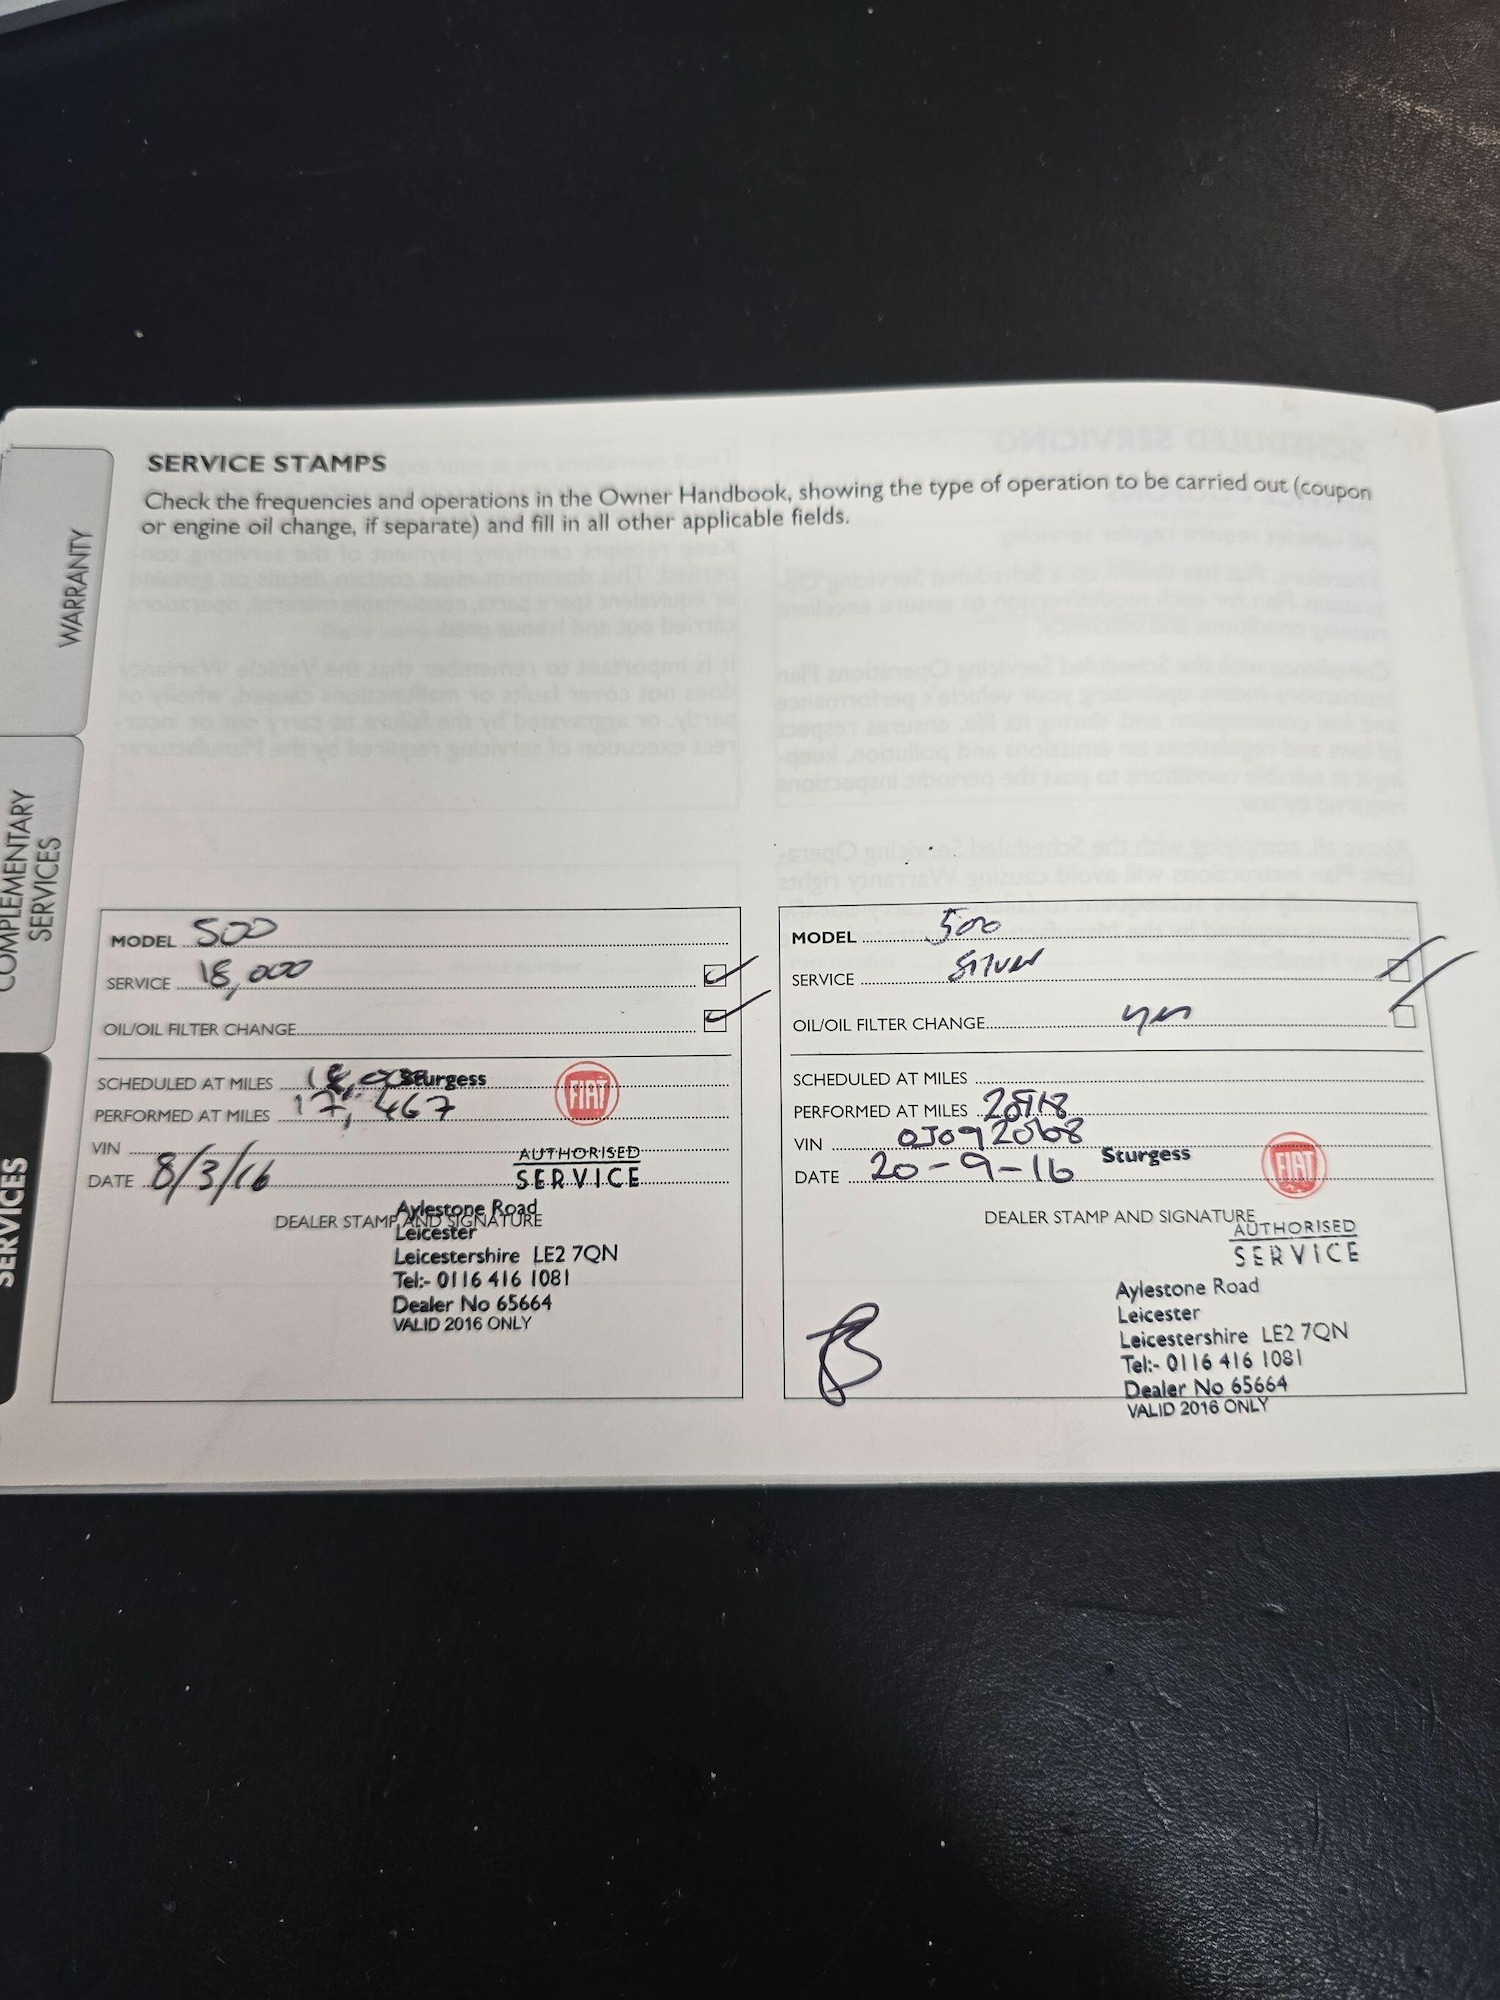 SERVICE STAMPS
Check the frequencies and operations in the Owner Handbook, showing the type of operation to be carried out (coupon
or engine oil change, if separate) and fill in all other applicable fields.
WARRANTY
COMPLEMENTARY
SERVICES
SERVICES
MODEL 500
SERVICE 18,000
OIL/OIL FILTER CHANGE
SCHEDULED AT MILES Sturgess
PERFORMED AT MILES 17,467
FIAT
VIN
DATE 8/3/16
AUTHORISED
SERVICE
DEALER STAMP AND SIGNATURE
Aylestone Road
Leicester
Leicestershire LE2 7QN
Tel:- 0116 416 1081
Dealer No 65664
VALID 2016 ONLY
MODEL 500
SERVICE Silver
OIL/OIL FILTER CHANGE yes
SCHEDULED AT MILES
PERFORMED AT MILES
VIN
DATE 20-9-16
Sturgess
FIAT
DEALER STAMP AND SIGNATURE
AUTHORISED
SERVICE
Aylestone Road
Leicester
Leicestershire LE2 7QN
Tel:- 0116 416 1081
Dealer No 65664
VALID 2016 ONLY